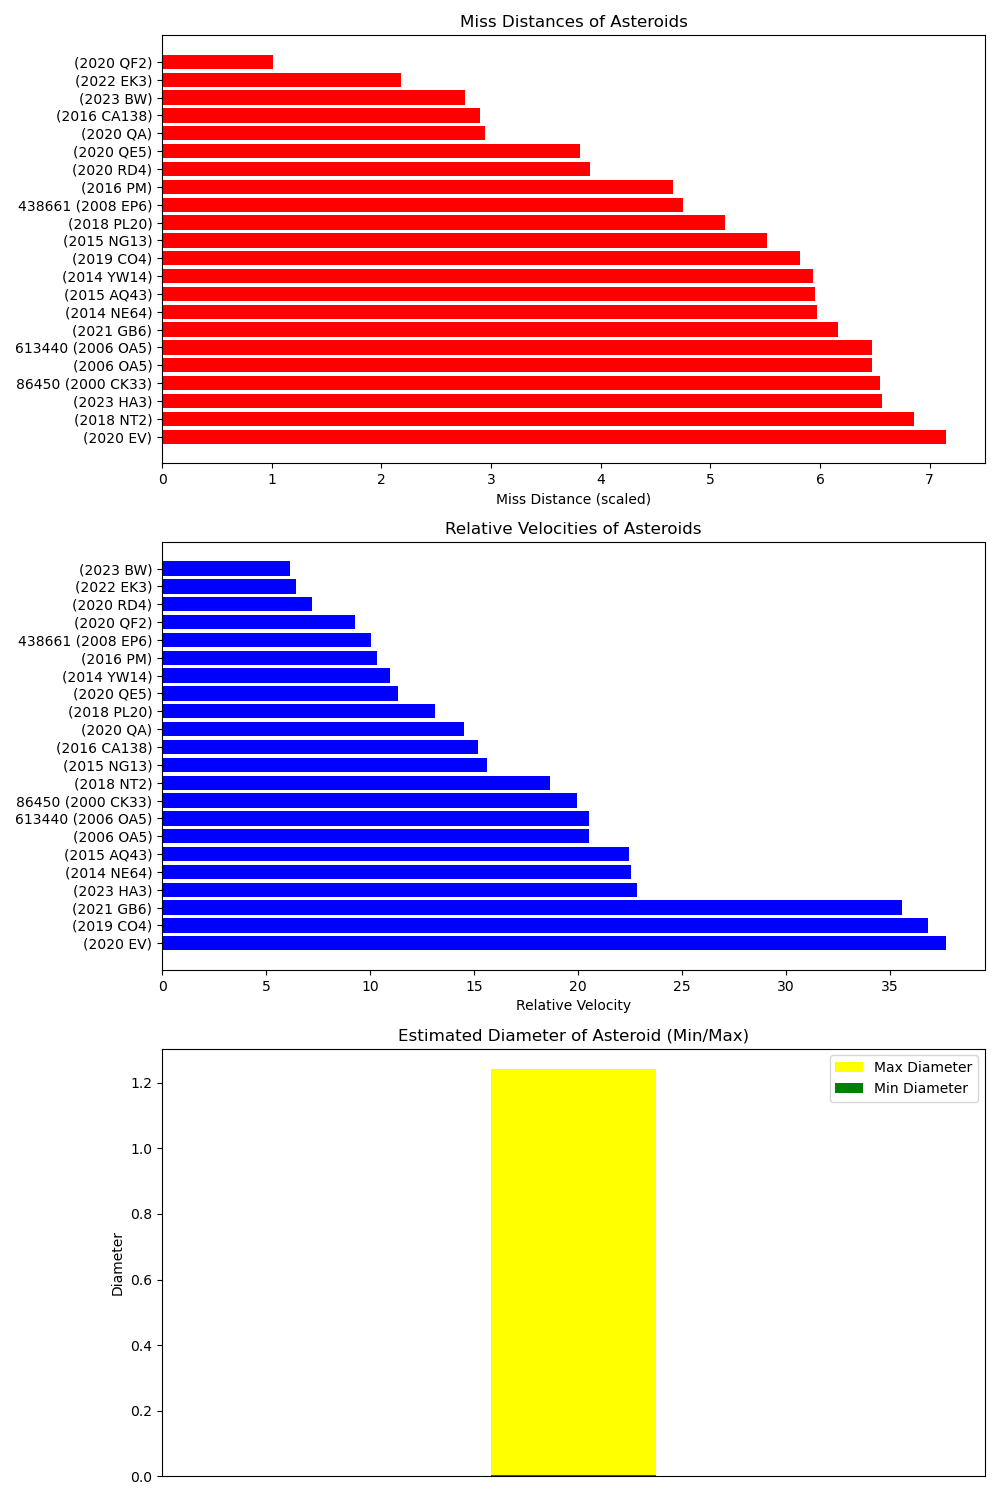 Miss Distances of Asteroids
(2020 QF2)
(2022 EK3)
(2023 BW)
(2016 CA138)
(2020 QA)
(2020 QE5)
(2020 RD4)
(2016 PM)
438661 (2008 EP6)
(2018 PL20)
(2015 NG13)
(2019 CO4)
(2014 YW14)
(2015 AQ43)
(2014 NE64)
(2021 GB6)
613440 (2006 OA5)
(2006 OA5)
86450 (2000 CK33)
(2023 HA3)
(2018 NT2)
(2020 EV)
0 1 2 3 4 5 6 7
Miss Distance (scaled)
Relative Velocities of Asteroids
(2023 BW)
(2022 EK3)
(2020 RD4)
(2020 QF2)
438661 (2008 EP6)
(2016 PM)
(2014 YW14)
(2020 QE5)
(2018 PL20)
(2020 QA)
(2016 CA138)
(2015 NG13)
(2018 NT2)
86450 (2000 CK33)
613440 (2006 OA5)
(2006 OA5)
(2015 AQ43)
(2014 NE64)
(2023 HA3)
(2021 GB6)
(2019 CO4)
(2020 EV)
0 5 10 15 20 25 30 35
Relative Velocity
Estimated Diameter of Asteroid (Min/Max)
Max Diameter
Min Diameter
1.2
1.0
0.8
0.6
0.4
0.2
0.0
Diameter